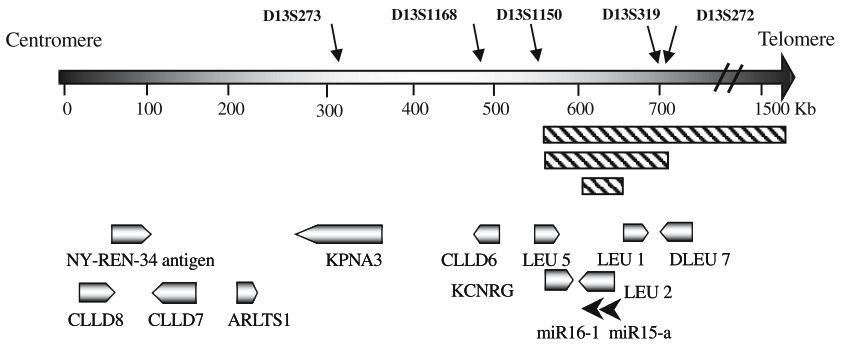 D13S273 D13S1168 D13S1150 D13S319 D13S272
Centromere Telomere
0 100 200 300 400 500 600 700 1500 Kb
NY-REN-34 antigen KPNA3 CLLD6 LEU 5 LEU 1 DLEU 7
KCNRG LEU 2
CLLD8 CLLD7 ARLTS1
miR16-1 miR15-a